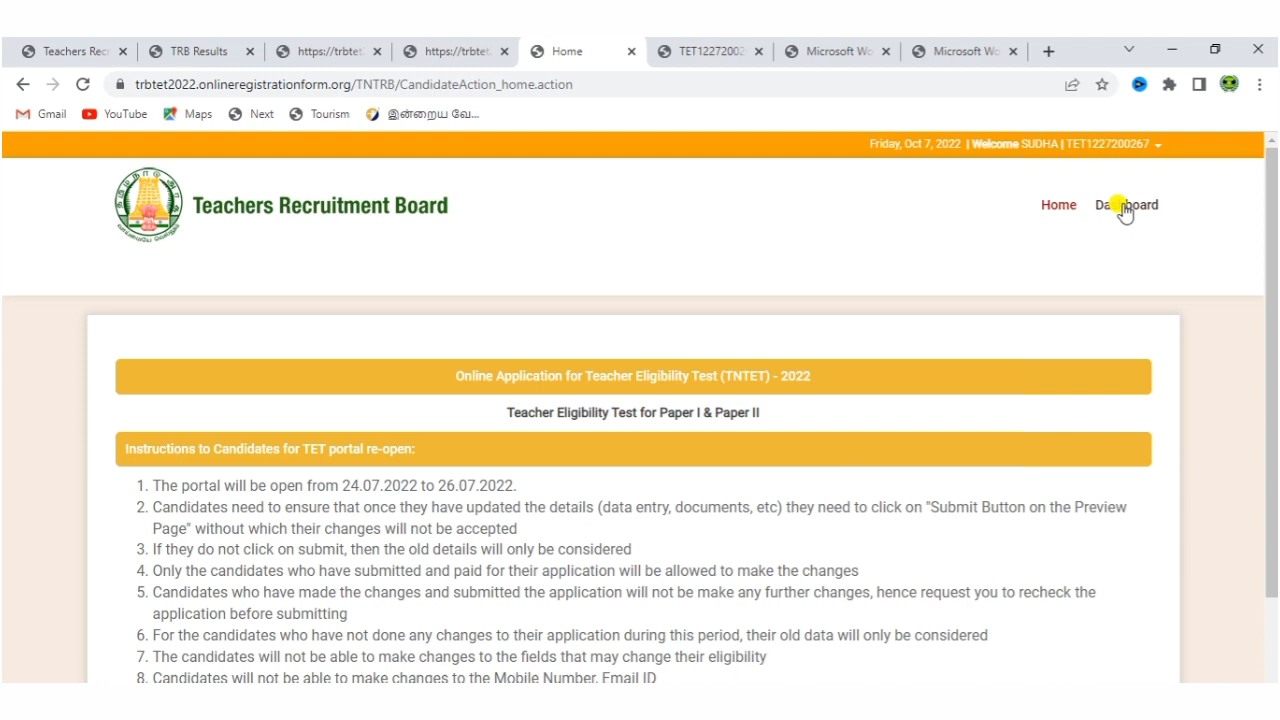 Teachers Rec
TRB Results
https://trbtet.
https://trbtet.
Home
TET12272002
Microsoft Wo
Microsoft Wo
trbtet2022.onlineregistrationform.org/TNTRB/CandidateAction_home.action
Gmail YouTube Maps Next Tourism இன்றைய வே...
Friday, Oct 7, 2022 | Welcome SUDHA | TET1227200267
Teachers Recruitment Board
Home Dashboard
Online Application for Teacher Eligibility Test (TNTET) - 2022
Teacher Eligibility Test for Paper I & Paper II
Instructions to Candidates for TET portal re-open:
1. The portal will be open from 24.07.2022 to 26.07.2022.
2. Candidates need to ensure that once they have updated the details (data entry, documents, etc) they need to click on "Submit Button on the Preview
Page" without which their changes will not be accepted
3. If they do not click on submit, then the old details will only be considered
4. Only the candidates who have submitted and paid for their application will be allowed to make the changes
5. Candidates who have made the changes and submitted the application will not be make any further changes, hence request you to recheck the
application before submitting
6. For the candidates who have not done any changes to their application during this period, their old data will only be considered
7. The candidates will not be able to make changes to the fields that may change their eligibility
8. Candidates will not be able to make changes to the Mobile Number, Email ID